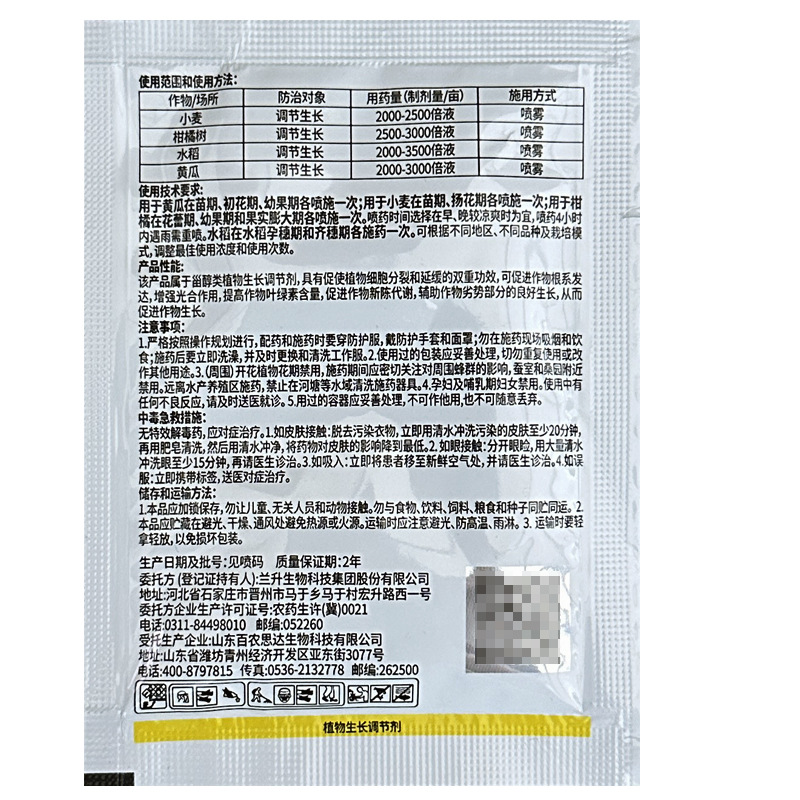 使用范围和使用方法:
作物/场所 防治对象 用药量(制剂量/亩) 施用方式
小麦 调节生长 2000-2500倍液 喷雾
柑橘树 调节生长 2500-3000倍液 喷雾
水稻 调节生长 2000-3500倍液 喷雾
黄瓜 调节生长 2000-3000倍液 喷雾
使用技术要求:
用于黄瓜在苗期、初花期、幼果期各喷施一次;用于小麦在苗期、扬花期各喷施一次;用于柑
橘在花蕾期、幼果期和果实膨大期各喷施一次。喷药时间选择在早、晚较凉爽时为宜,喷药4小时
内遇雨需重喷。水稻在水稻孕穗期和齐穗期各施药一次。可根据不同地区、不同品种及栽培模
式,调整最佳使用浓度和使用次数。
产品性能:
该产品属于甾醇类植物生长调节剂,具有促使植物细胞分裂和延缓的双重功效,可促进作物根系发
达,增强光合作用,提高作物叶绿素含量,促进作物新陈代谢,辅助作物劣势部分的良好生长,从而
促进作物生长。
注意事项:
1.严格按照操作规划进行,配药和施药时要穿防护服,戴防护手套和面罩;勿在施药现场吸烟和饮
食;施药后要立即洗澡,并及时更换和清洗工作服。2.使用过的包装应妥善处理,切勿重复使用或改
作其他用途。3.(周围)开花植物花期禁用,施药期间应密切关注对周围蜂群的影响,蚕室和桑园附近
禁用。远离水产养殖区施药,禁止在河塘等水域清洗施药器具。4.孕妇及哺乳期妇女禁用。使用中有
任何不良反应,请及时送医就诊。5.用过的容器应妥善处理,不可作他用,也不可随意丢弃。
中毒急救措施:
无特效解毒药,应对症治疗。1.如皮肤接触:脱去污染衣物,立即用清水冲洗污染的皮肤至少20分钟,
再用肥皂清洗,然后用清水冲净,将药物对皮肤的影响降到最低。2.如眼接触:分开眼睑,用大量清水
冲洗眼至少15分钟,再请医生诊治。3.如吸入:立即将患者移至新鲜空气处,并请医生诊治。4.如误
服:立即携带标签,送医对症治疗。
储存和运输方法:
1.本品应加锁保存,勿让儿童、无关人员和动物接触。勿与食物、饮料、饲料、粮食和种子同贮同运。2.
本品应贮藏在避光、干燥、通风处避免热源或火源。运输时应注意避光、防高温、雨淋。3. 运输时要轻
拿轻放,以免损坏包装。
生产日期及批号:见喷码 质量保证期:2年
委托方(登记证持有人):兰升生物科技集团股份有限公司
地址:河北省石家庄市晋州市马于乡马于村宏升路西一号
委托方企业生产许可证号:农药生许(冀)0021
电话:0311-84498010 邮编:052260
受托生产企业:山东百农思达生物科技有限公司
地址:山东省潍坊青州经济开发区亚东街3077号
电话:400-8797815 传真:0536-2132778 邮编:262500
植物生长调节剂